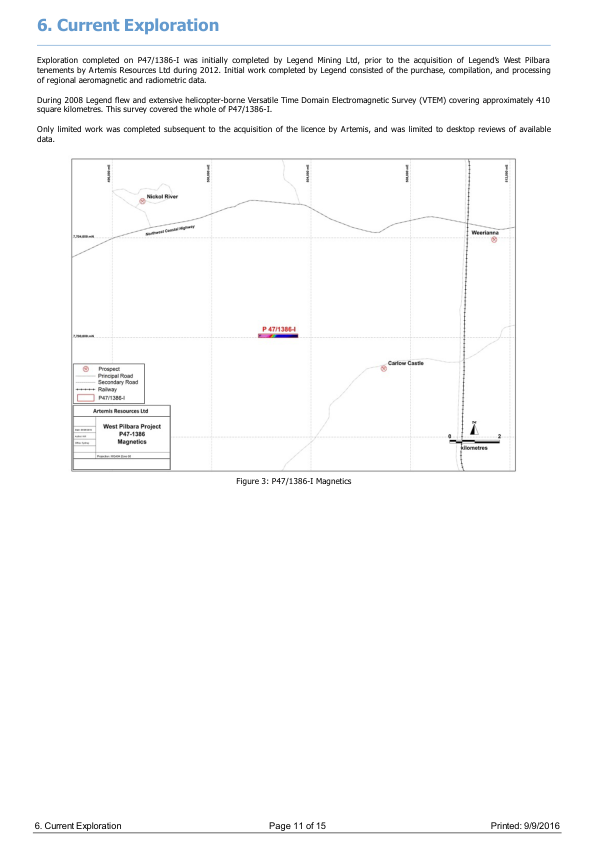 6. Current Exploration
Exploration completed on P47/1386-I was initially completed by Legend Mining Ltd, prior to the acquisition of Legend's West Pilbara
tenements by Artemis Resources Ltd during 2012. Initial work completed by Legend consisted of the purchase, compilation, and processing
of regional aeromagnetic and radiometric data.
During 2008 Legend flew and extensive helicopter-borne Versatile Time Domain Electromagnetic Survey (VTEM) covering approximately 410
square kilometres. This survey covered the whole of P47/1386-I.
Only limited work was completed subsequent to the acquisition of the licence by Artemis, and was limited to desktop reviews of available
data.
Nickol River
Northwest Coastal Highway
Weerianna
P 47/1386-I
Carlow Castle
Prospect
Principal Road
Secondary Road
Railway
P47/1386-I
Artemis Resources Ltd
West Pilbara Project
P47-1386
Magnetics
0 2
kilometres
Figure 3: P47/1386-I Magnetics
6. Current Exploration Page 11 of 15 Printed: 9/9/2016